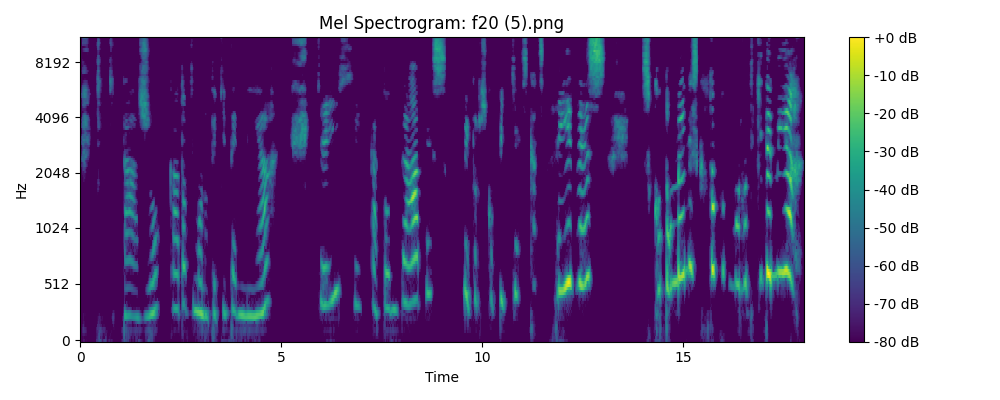 Mel Spectrogram: f20 (5).png
+0 dB
8192
-10 dB
4096
-20 dB
-30 dB
2048
Hz
-40 dB
1024
-50 dB
-60 dB
512
-70 dB
0
-80 dB
0 5 10 15
Time